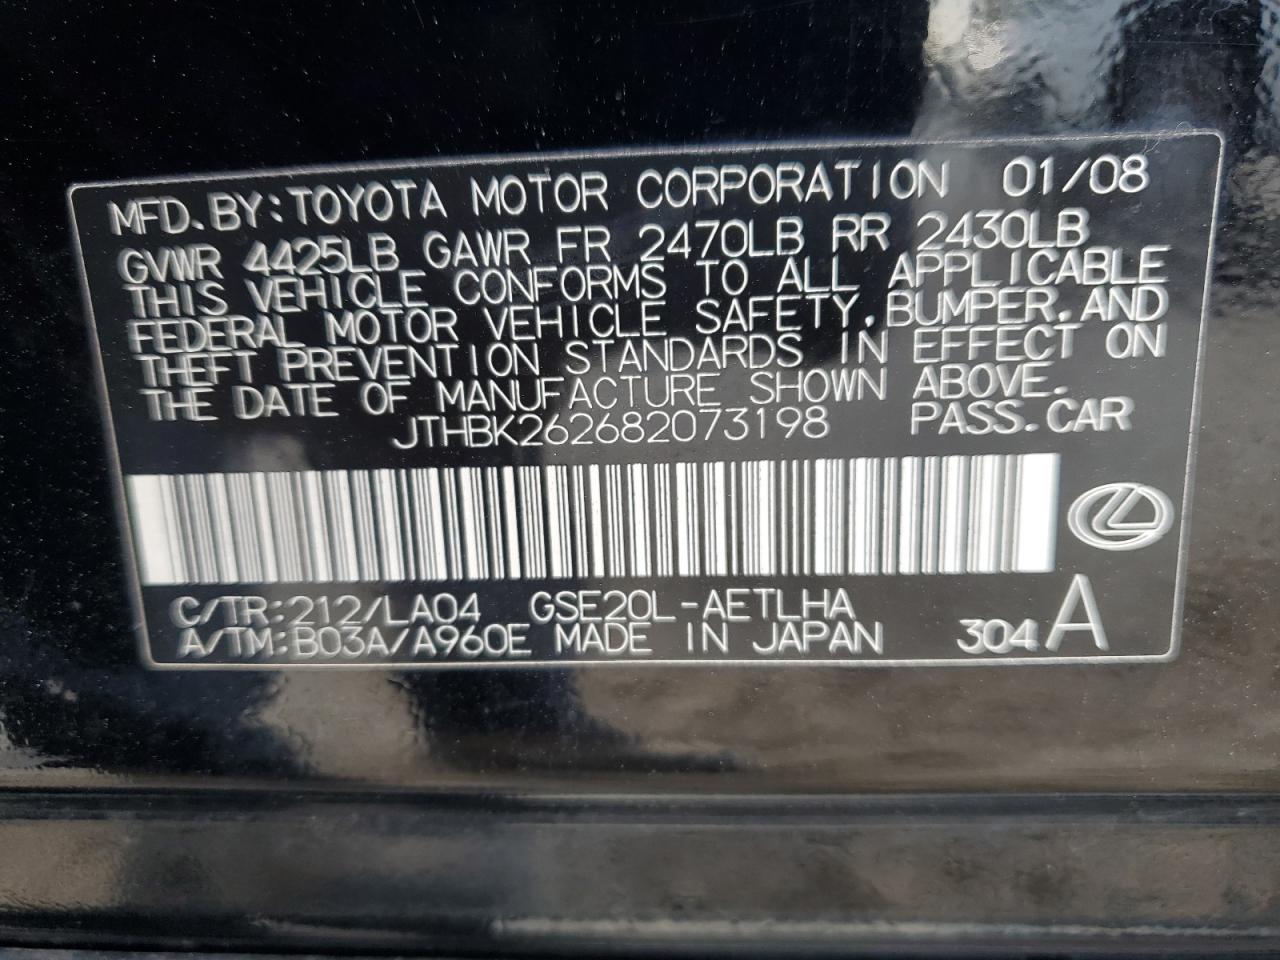 MFD.BY:TOYOTA MOTOR CORPORATION 01/08
GVWR 4425LB GAWR FR 2470LB RR 2430LB
THIS VEHICLE CONFORMS TO ALL APPLICABLE
FEDERAL MOTOR VEHICLE SAFETY,BUMPER,AND
THEFT PREVENTION STANDARDS IN EFFECT ON
THE DATE OF MANUFACTURE SHOWN ABOVE.
JTHBK262682073198 PASS.CAR
C/TR:212/LA04 GSE20L-AETLHA
A/TM:B03A/A960E MADE IN JAPAN 304 A